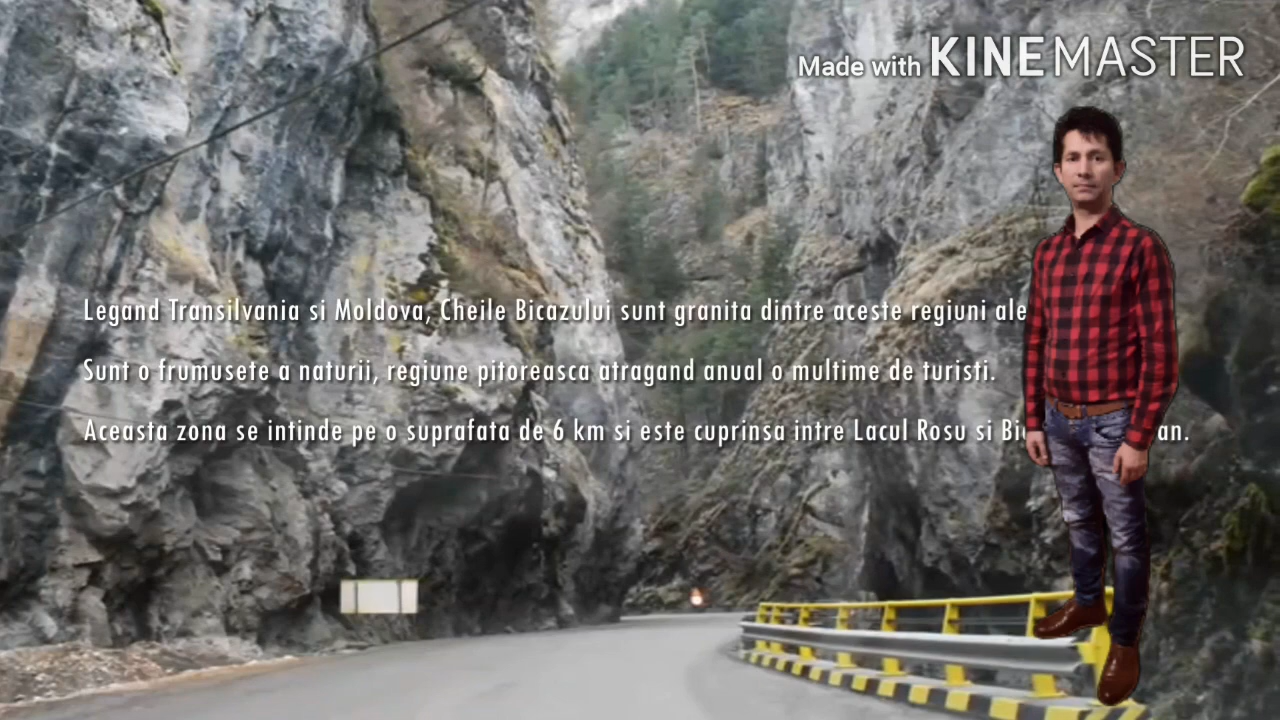 Made with KINEMASTER
Legand Transilvania si Moldova, Cheile Bicazului sunt granita dintre aceste regiuni ale
Sunt o frumusete a naturii, regiune pitoreasca atragand anual o multime de turisti.
Aceasta zona se intinde pe o suprafata de 6 km si este cuprinsa intre Lacul Rosu si